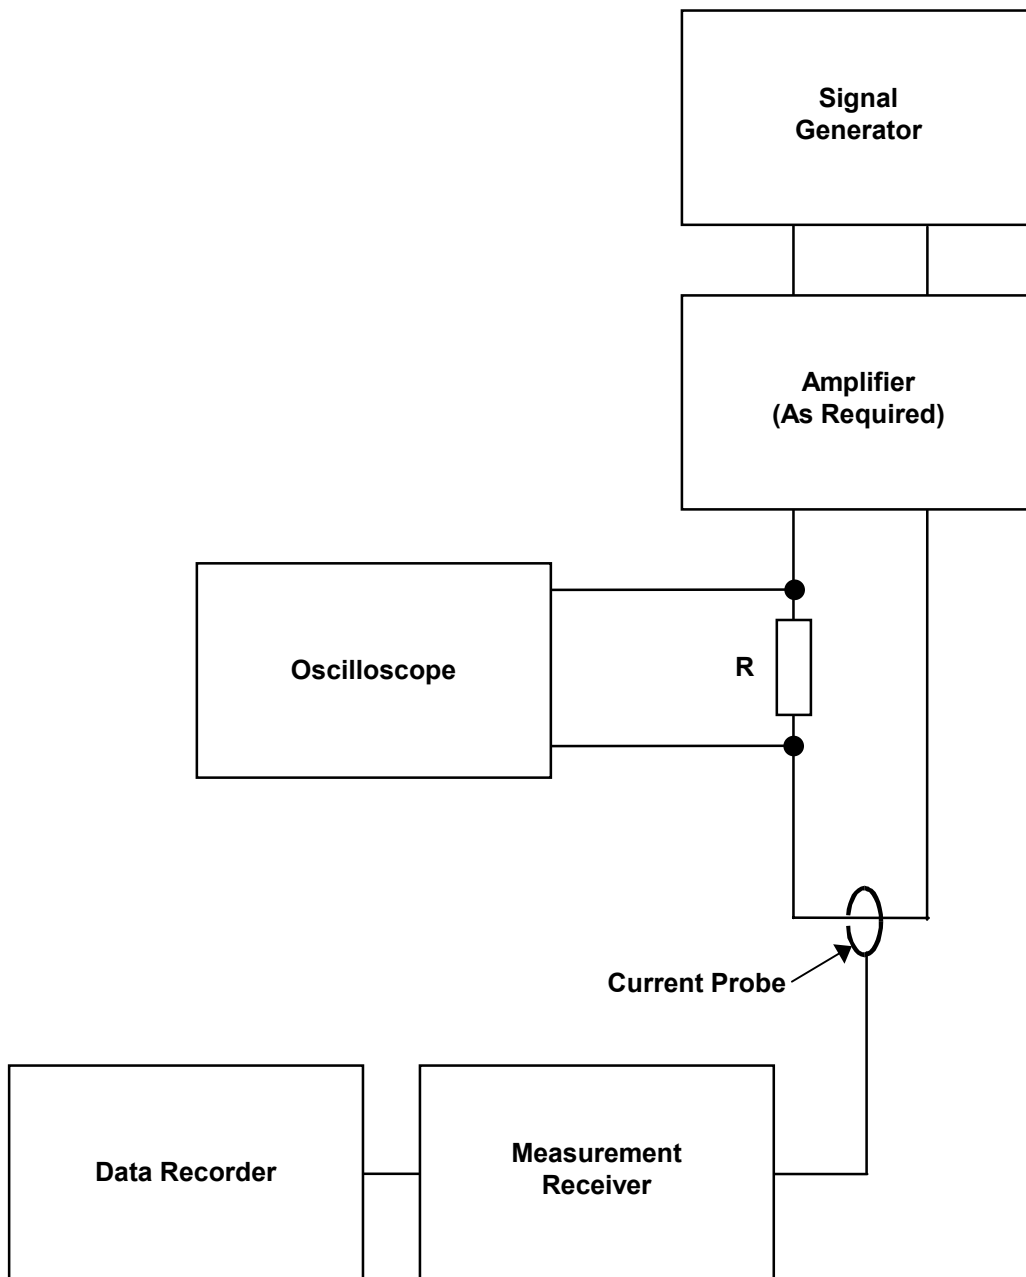 Signal
Generator
Amplifier
(As Required)
Oscilloscope
R
Current Probe
Data Recorder
Measurement
Receiver